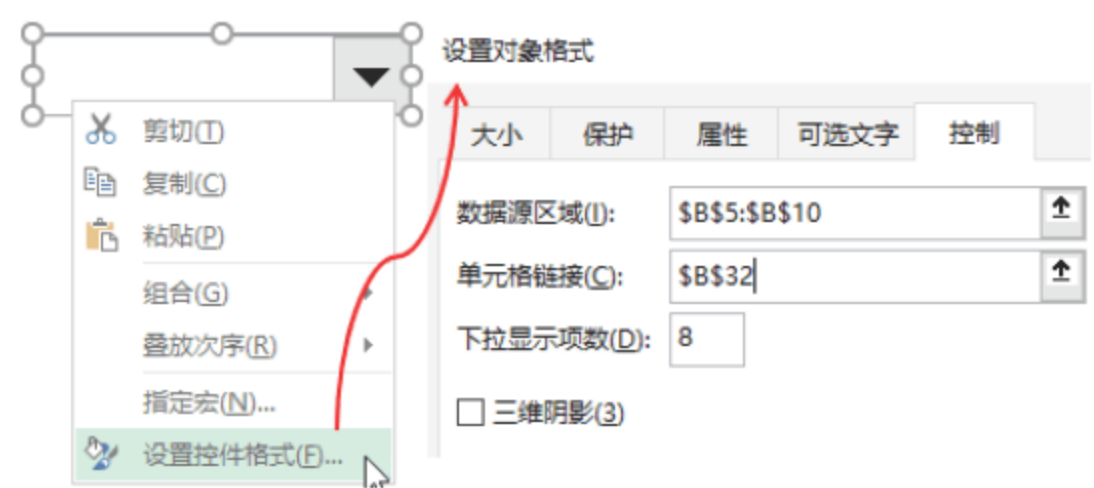 设置对象格式
剪切(T)
复制(C)
粘贴(P)
组合(G)
叠放次序(R)
指定宏(N)...
设置控件格式(F)...
大小 保护 属性 可选文字 控制
数据源区域(I): $B$5:$B$10
单元格链接(C): $B$32
下拉显示项数(D): 8
三维阴影(3)